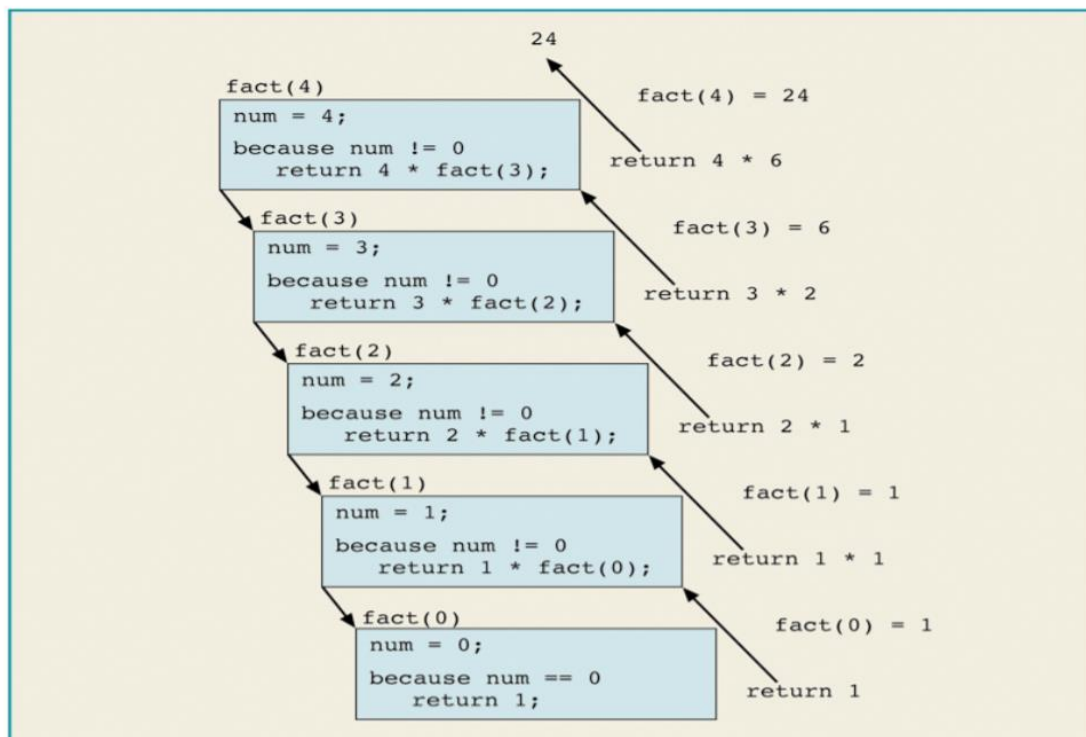 24
fact(4)
fact(4) = 24
num = 4;
because num != 0
return 4 * fact(3);
return 4 * 6
fact(3)
fact(3) = 6
num = 3;
because num != 0
return 3 * fact(2);
return 3 * 2
fact(2)
fact(2) = 2
num = 2;
because num != 0
return 2 * fact(1);
return 2 * 1
fact(1)
fact(1) = 1
num = 1;
because num != 0
return 1 * fact(0);
return 1 * 1
fact(0)
fact(0) = 1
num = 0;
because num == 0
return 1;
return 1